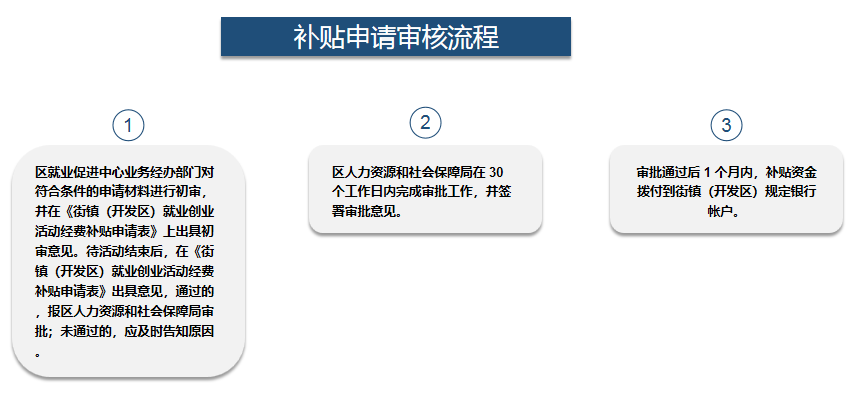 补贴申请审核流程
1
区就业促进中心业务经办部门对
符合条件的申请材料进行初审，
并在《街镇（开发区）就业创业
活动经费补贴申请表》上出具初
审意见。待活动结束后，在《街
镇（开发区）就业创业活动经费
补贴申请表》出具意见，通过的
，报区人力资源和社会保障局审
批；未通过的，应及时告知原因
。
2
区人力资源和社会保障局在 30
个工作日内完成审批工作，并签
署审批意见。
3
审批通过后 1 个月内，补贴资金
拨付到街镇（开发区）规定银行
帐户。